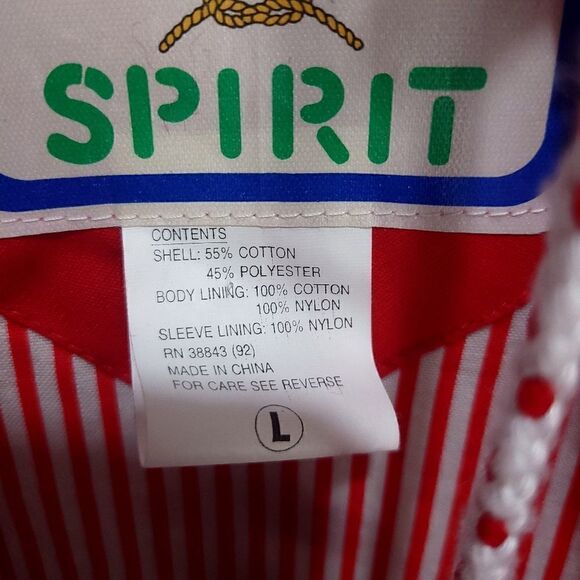 SPIRIT
CONTENTS
SHELL: 55% COTTON
45% POLYESTER
BODY LINING: 100% COTTON
100% NYLON
SLEEVE LINING: 100% NYLON
RN 38843 (92)
MADE IN CHINA
FOR CARE SEE REVERSE
L